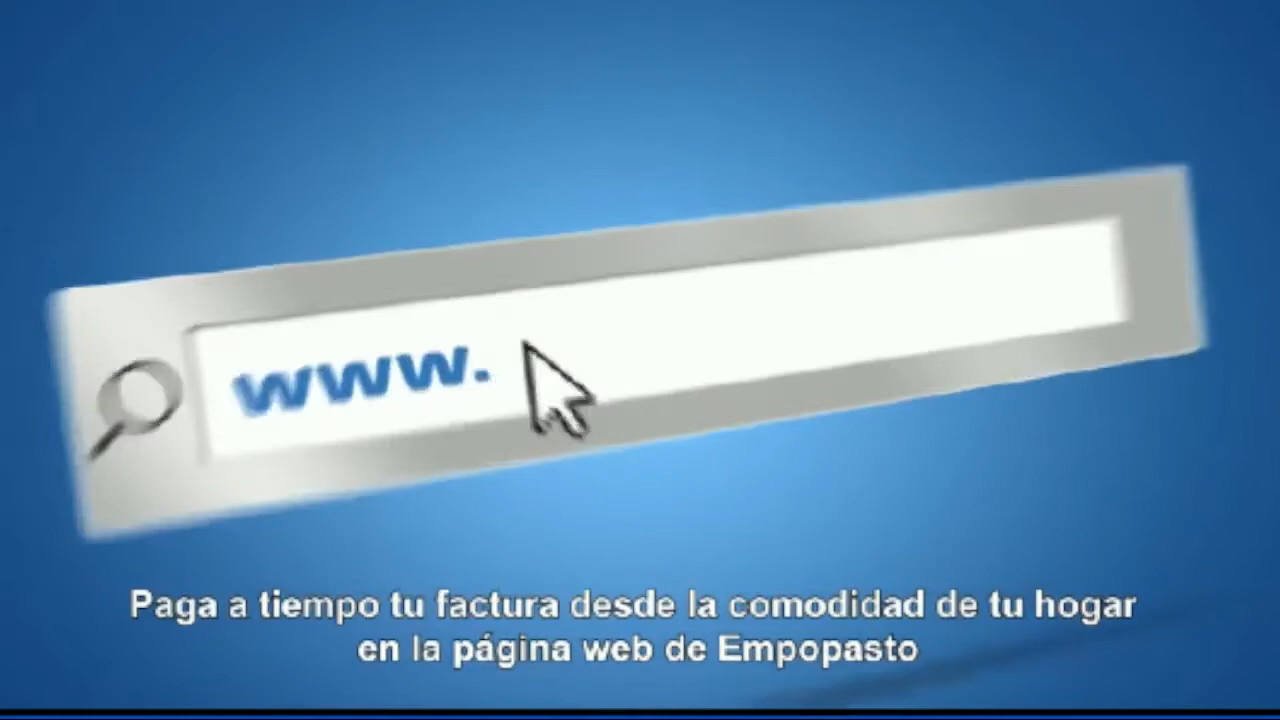 www.
Paga a tiempo tu factura desde la comodidad de tu hogar
en la página web de Empopasto